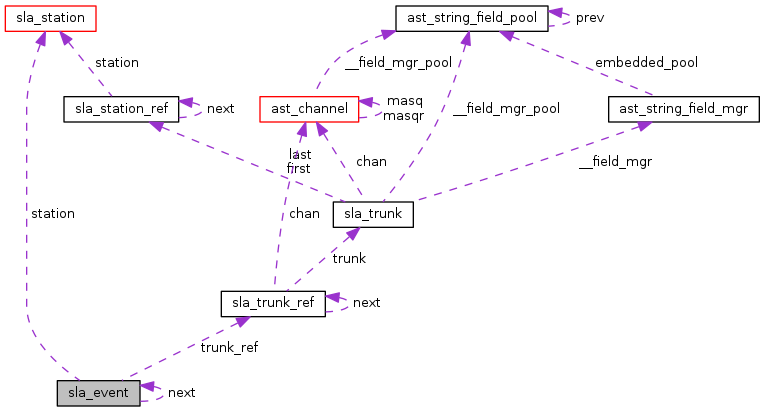 sla_station
ast_string_field_pool
prev
station
__field_mgr_pool
embedded_pool
sla_station_ref
next
ast_channel
masq
masqr
__field_mgr_pool
ast_string_field_mgr
last
first
chan
__field_mgr
station
chan
sla_trunk
trunk
sla_trunk_ref
next
trunk_ref
sla_event
next